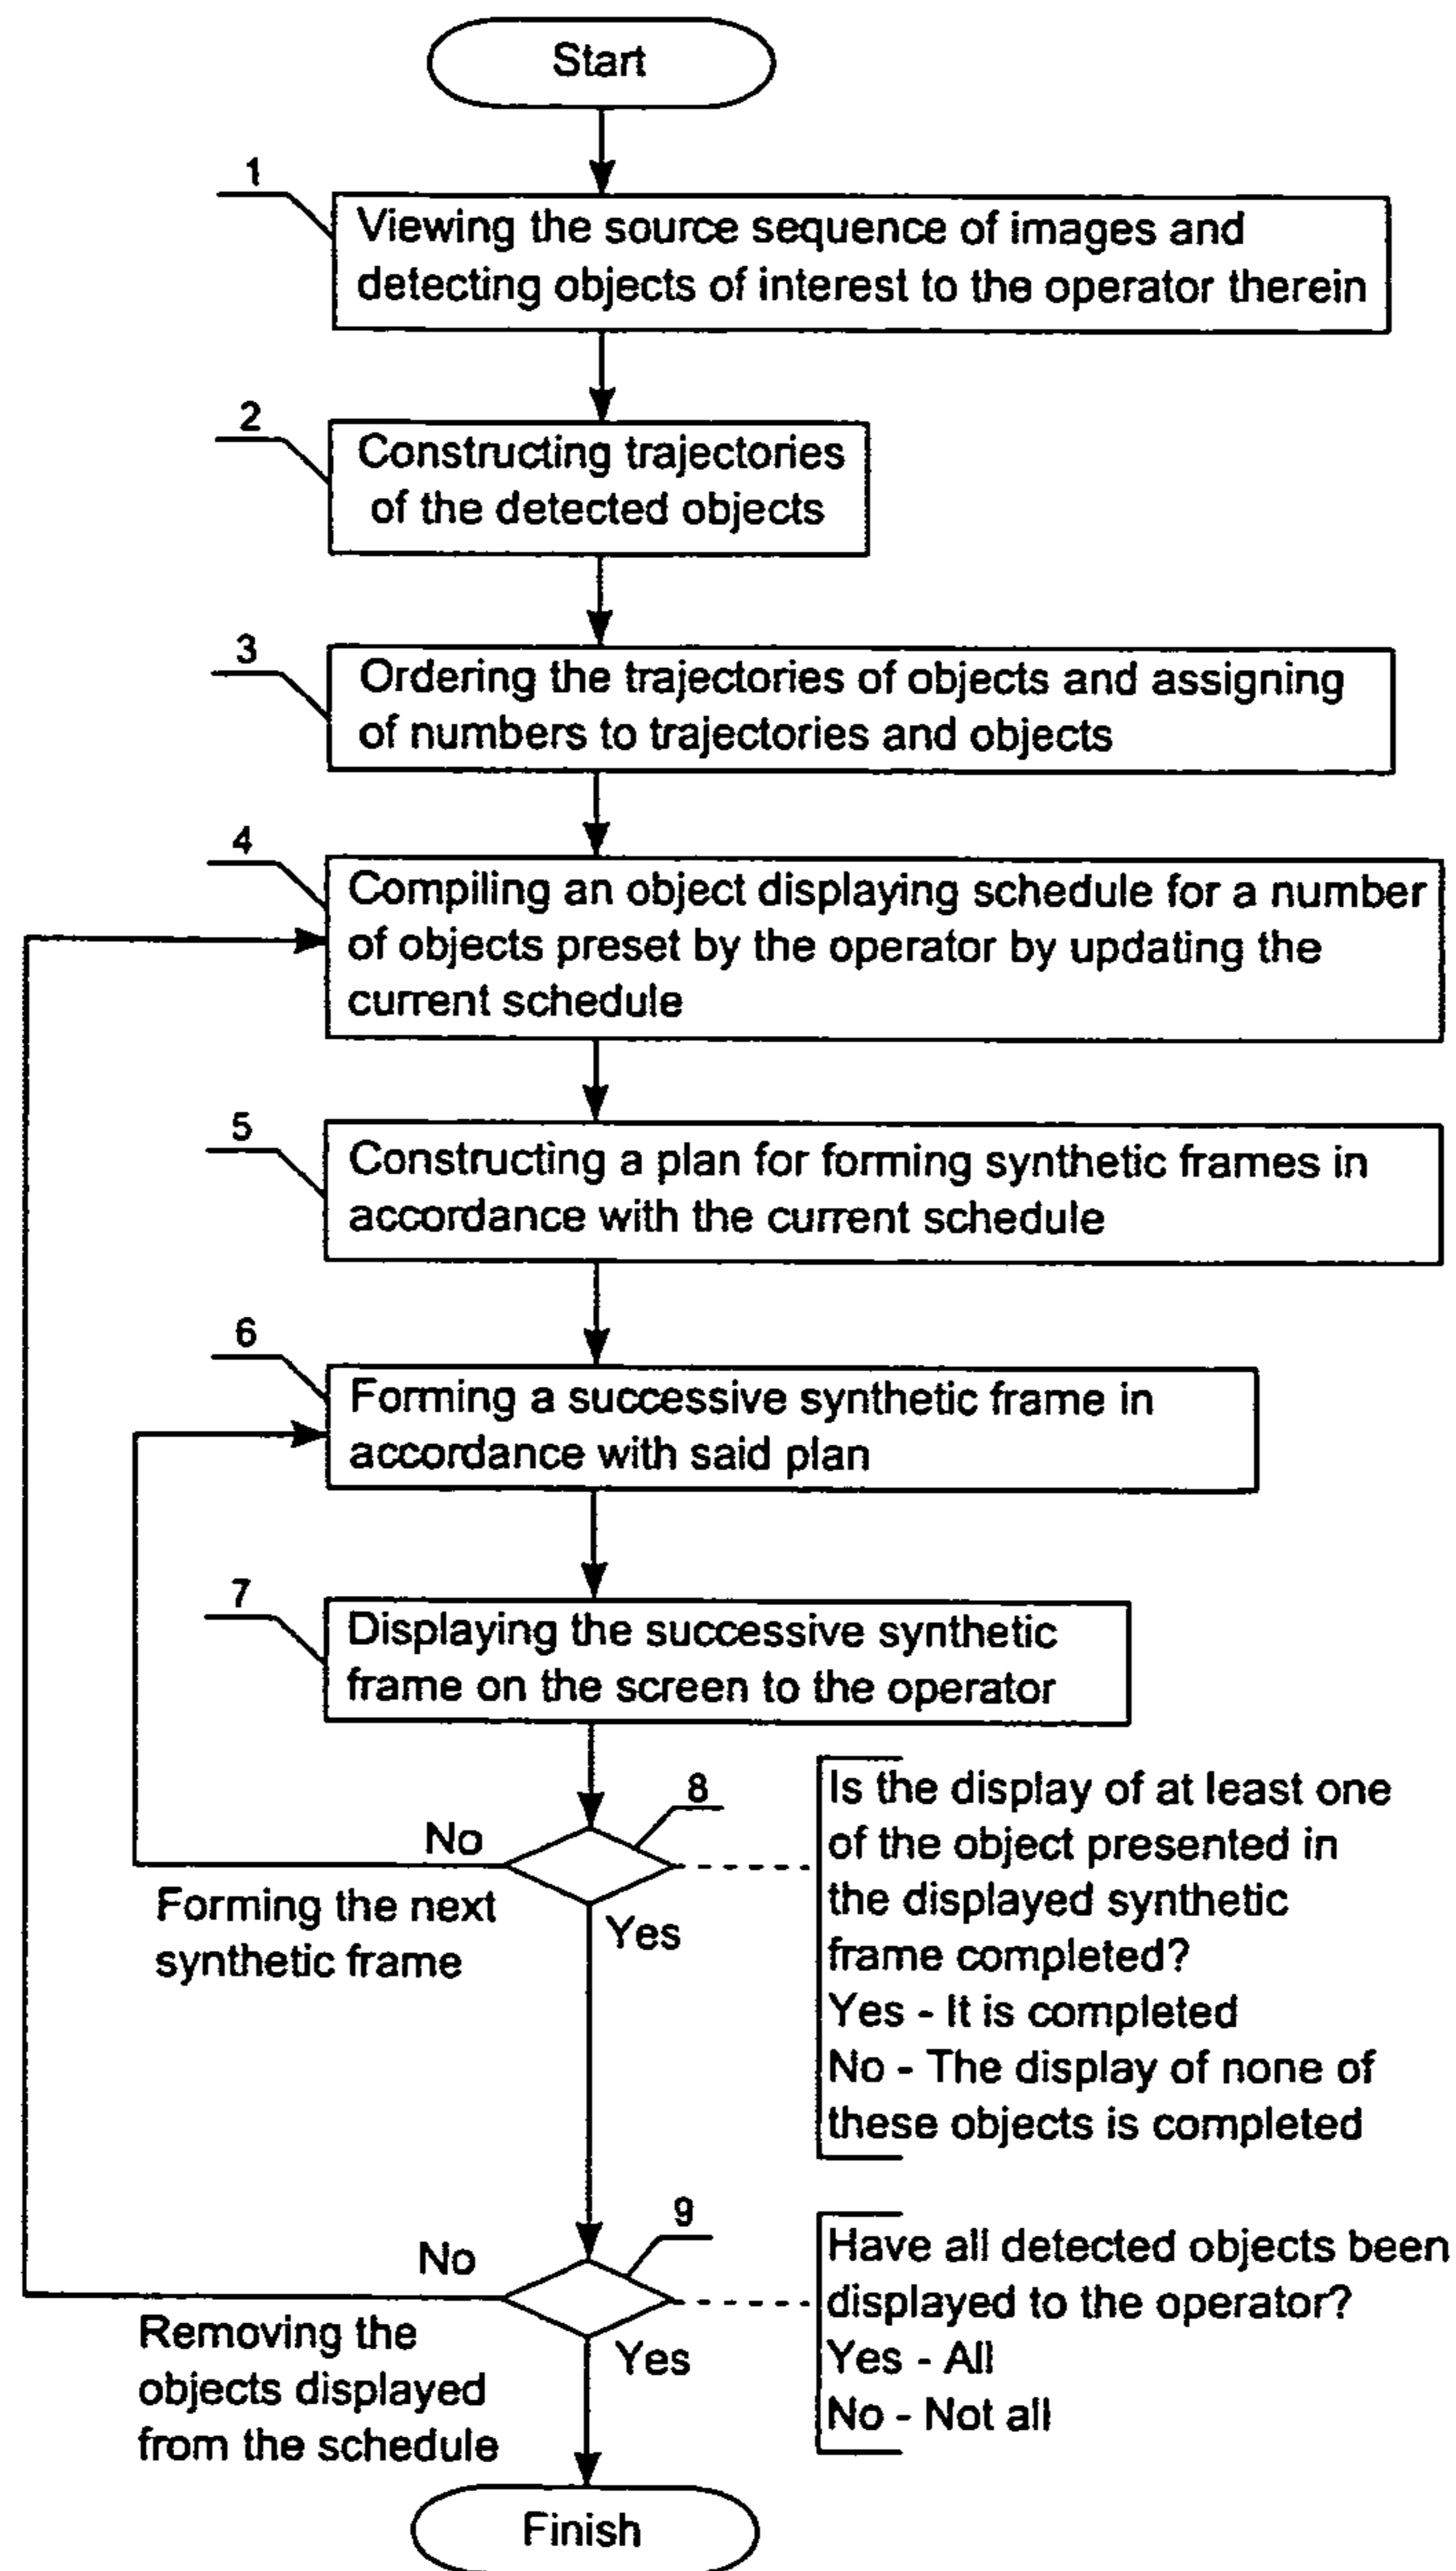 Start
1
Viewing the source sequence of images and
detecting objects of interest to the operator therein
2
Constructing trajectories
of the detected objects
3
Ordering the trajectories of objects and assigning
of numbers to trajectories and objects
4
Compiling an object displaying schedule for a number
of objects preset by the operator by updating the
current schedule
5
Constructing a plan for forming synthetic frames in
accordance with the current schedule
6
Forming a successive synthetic frame in
accordance with said plan
7
Displaying the successive synthetic
frame on the screen to the operator
8
No
Forming the next
synthetic frame
Yes
Is the display of at least one
of the object presented in
the displayed synthetic
frame completed?
Yes - It is completed
No - The display of none of
these objects is completed
9
No
Removing the
objects displayed
from the schedule
Yes
Have all detected objects been
displayed to the operator?
Yes - All
No - Not all
Finish